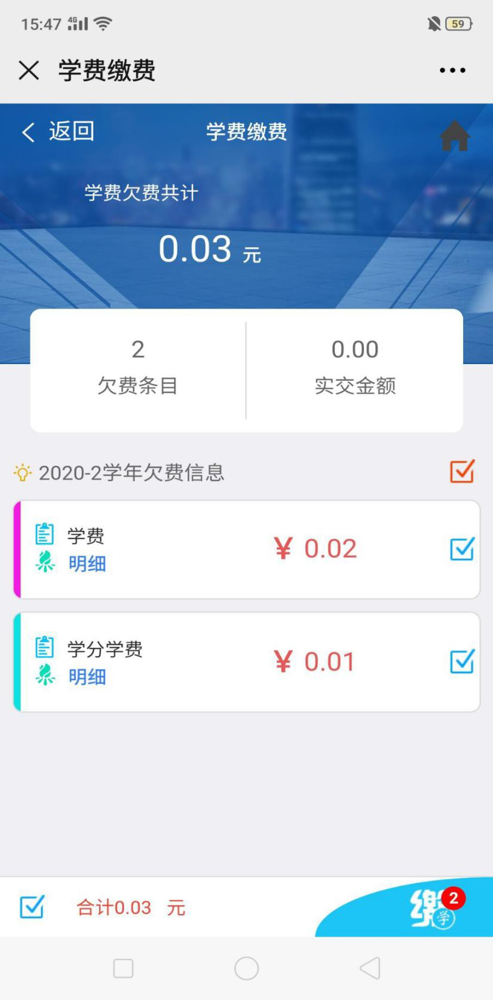 15:47 4G 59
学费缴费
返回 学费缴费
学费欠费共计
0.03 元
2 0.00
欠费条目 实交金额
2020-2学年欠费信息
学费
明细 ¥ 0.02
学分学费
明细 ¥ 0.01
合计0.03 元 缴 学 2